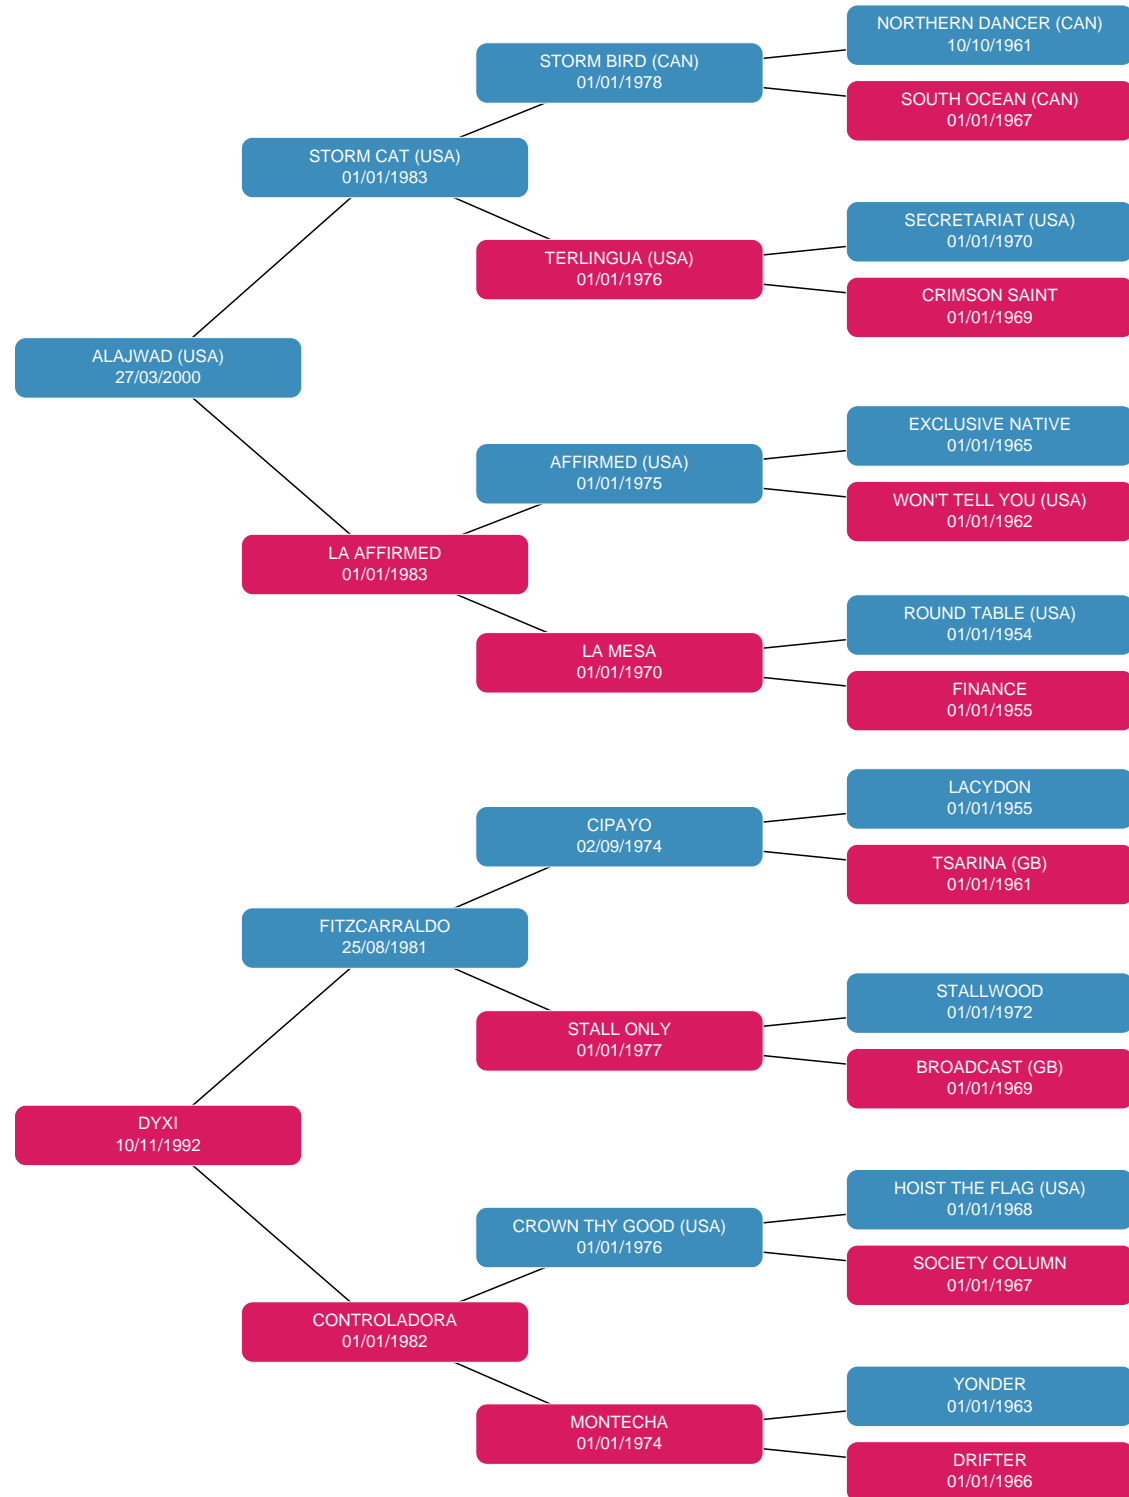 NORTHERN DANCER (CAN)
10/10/1961
STORM BIRD (CAN)
01/01/1978
SOUTH OCEAN (CAN)
01/01/1967
STORM CAT (USA)
01/01/1983
SECRETARIAT (USA)
01/01/1970
TERLINGUA (USA)
01/01/1976
CRIMSON SAINT
01/01/1969
ALAJWAD (USA)
27/03/2000
EXCLUSIVE NATIVE
01/01/1965
AFFIRMED (USA)
01/01/1975
WON'T TELL YOU (USA)
01/01/1962
LA AFFIRMED
01/01/1983
ROUND TABLE (USA)
01/01/1954
LA MESA
01/01/1970
FINANCE
01/01/1955
LACYDON
01/01/1955
CIPAYO
02/09/1974
TSARINA (GB)
01/01/1961
FITZCARRALDO
25/08/1981
STALLWOOD
01/01/1972
STALL ONLY
01/01/1977
BROADCAST (GB)
01/01/1969
DYXI
10/11/1992
HOIST THE FLAG (USA)
01/01/1968
CROWN THY GOOD (USA)
01/01/1976
SOCIETY COLUMN
01/01/1967
CONTROLADORA
01/01/1982
YONDER
01/01/1963
MONTECHA
01/01/1974
DRIFTER
01/01/1966